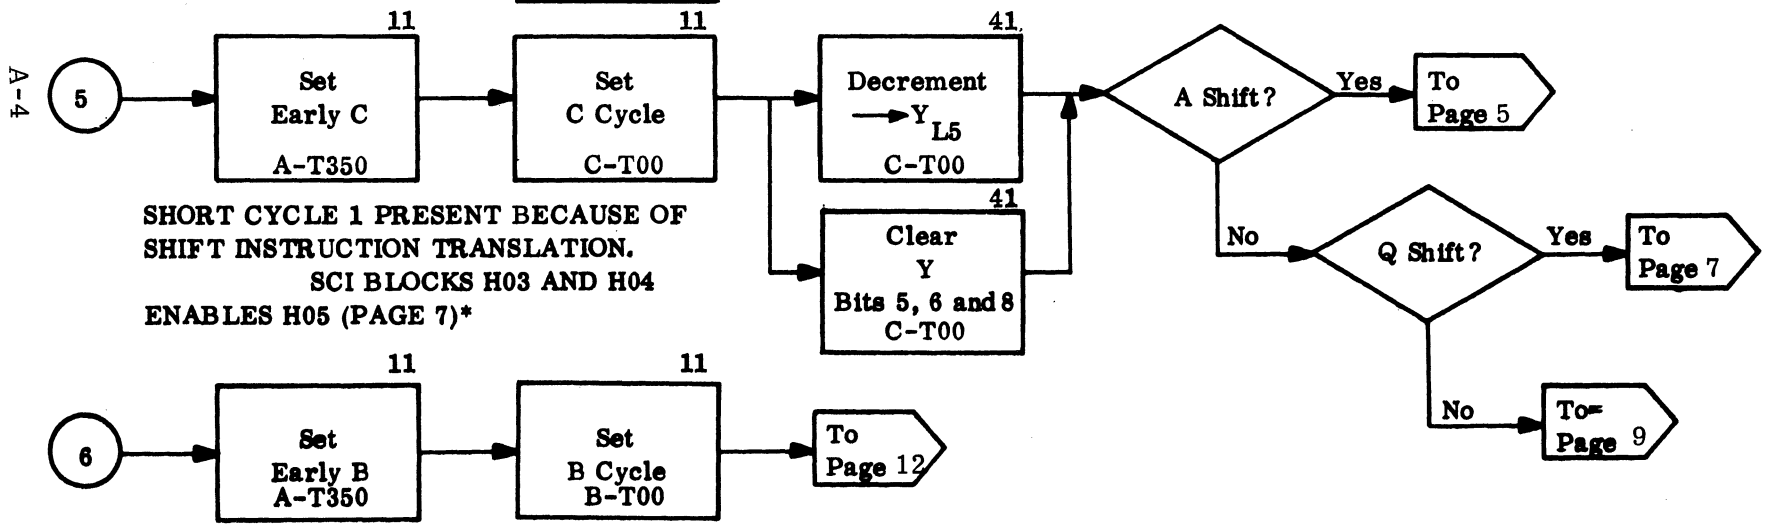 A-4
5
11
Set
Early C
A-T350
11
Set
C Cycle
C-T00
41
Decrement
→Y L5
C-T00
41
Clear
Y
Bits 5, 6 and 8
C-T00
A Shift?
Yes
To
Page 5
No
Q Shift?
Yes
To
Page 7
No
To=
Page 9
SHORT CYCLE 1 PRESENT BECAUSE OF
SHIFT INSTRUCTION TRANSLATION.
SCI BLOCKS H03 AND H04
ENABLES H05 (PAGE 7)*
6
11
Set
Early B
A-T350
11
Set
B Cycle
B-T00
To
Page 12